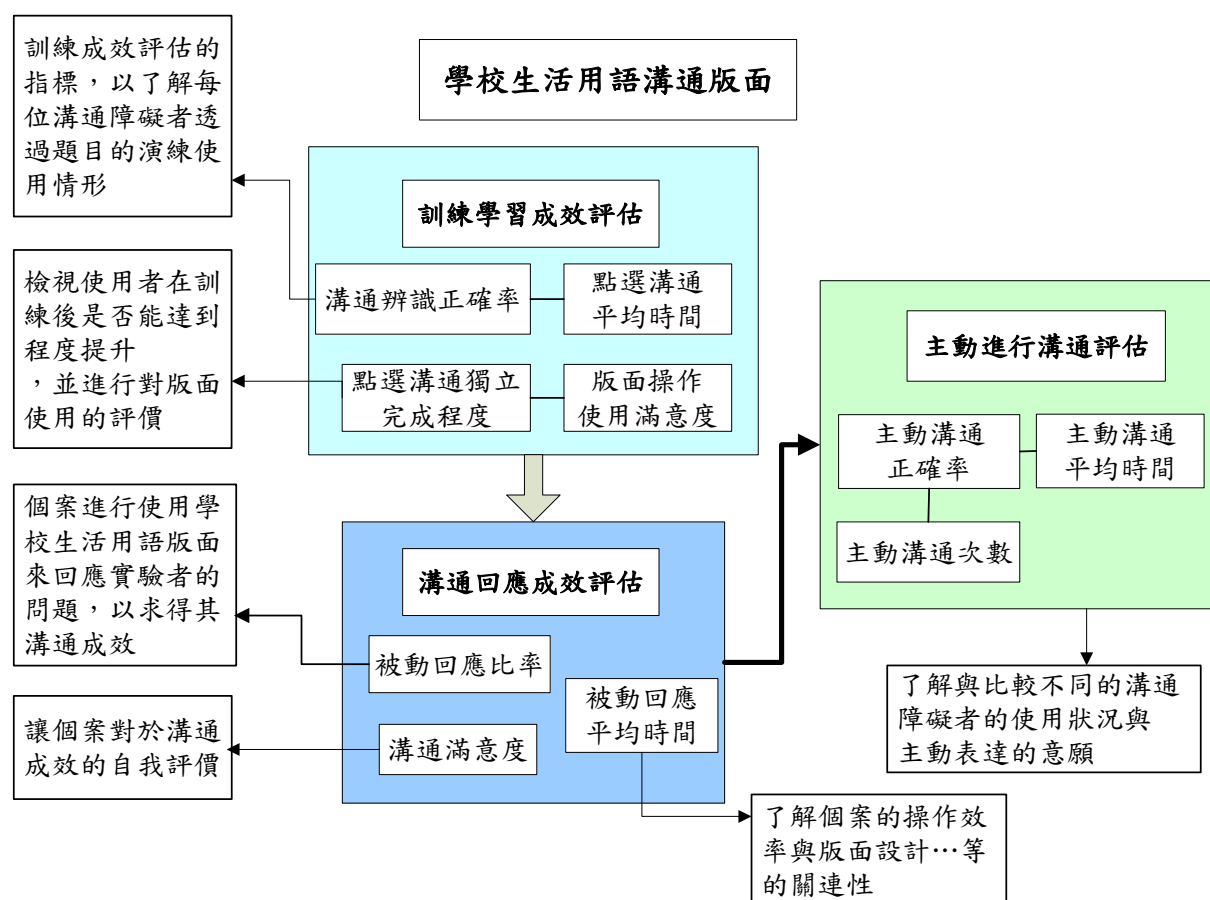 訓練成效評估的
指標，以了解每
位溝通障礙者透
過題目的演練使
用情形
學校生活用語溝通版面
訓練學習成效評估
溝通辨識正確率
點選溝通
平均時間
點選溝通獨立
完成程度
版面操作
使用滿意度
檢視使用者在訓
練後是否能達到
程度提升
，並進行對版面
使用的評價
主動進行溝通評估
主動溝通
正確率
主動溝通
平均時間
主動溝通次數
個案進行使用學
校生活用語版面
來回應實驗者的
問題，以求得其
溝通成效
溝通回應成效評估
被動回應比率
被動回應
平均時間
溝通滿意度
讓個案對於溝通
成效的自我評價
了解與比較不同的溝通
障礙者的使用狀況與
主動表達的意願
了解個案的操作效
率與版面設計…等
的關連性